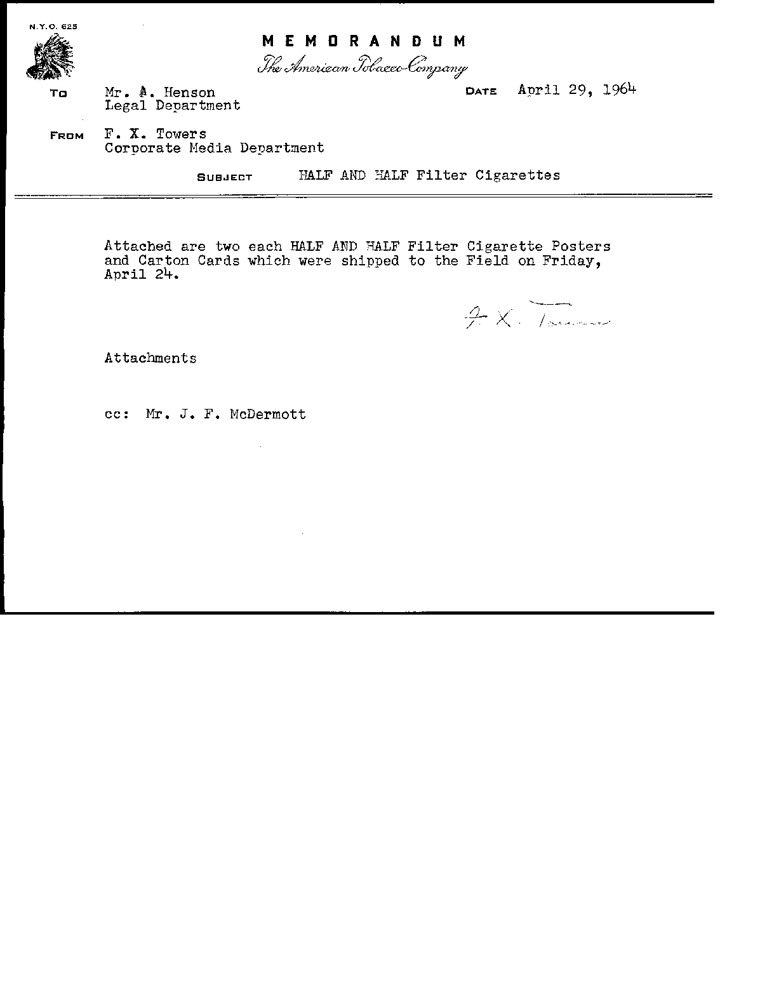 N.Y.O. 625
MEMORANDUM
The American Tobacco Company
TO Mr. A. Henson DATE April 29, 1964
Legal Department
FROM F. X. Towers
Corporate Media Department
SUBJECT HALF AND HALF Filter Cigarettes
Attached are two each HALF AND HALF Filter Cigarette Posters
and Carton Cards which were shipped to the Field on Friday,
April 24.
F X. Towers
Attachments
cc: Mr. J. F. McDermott